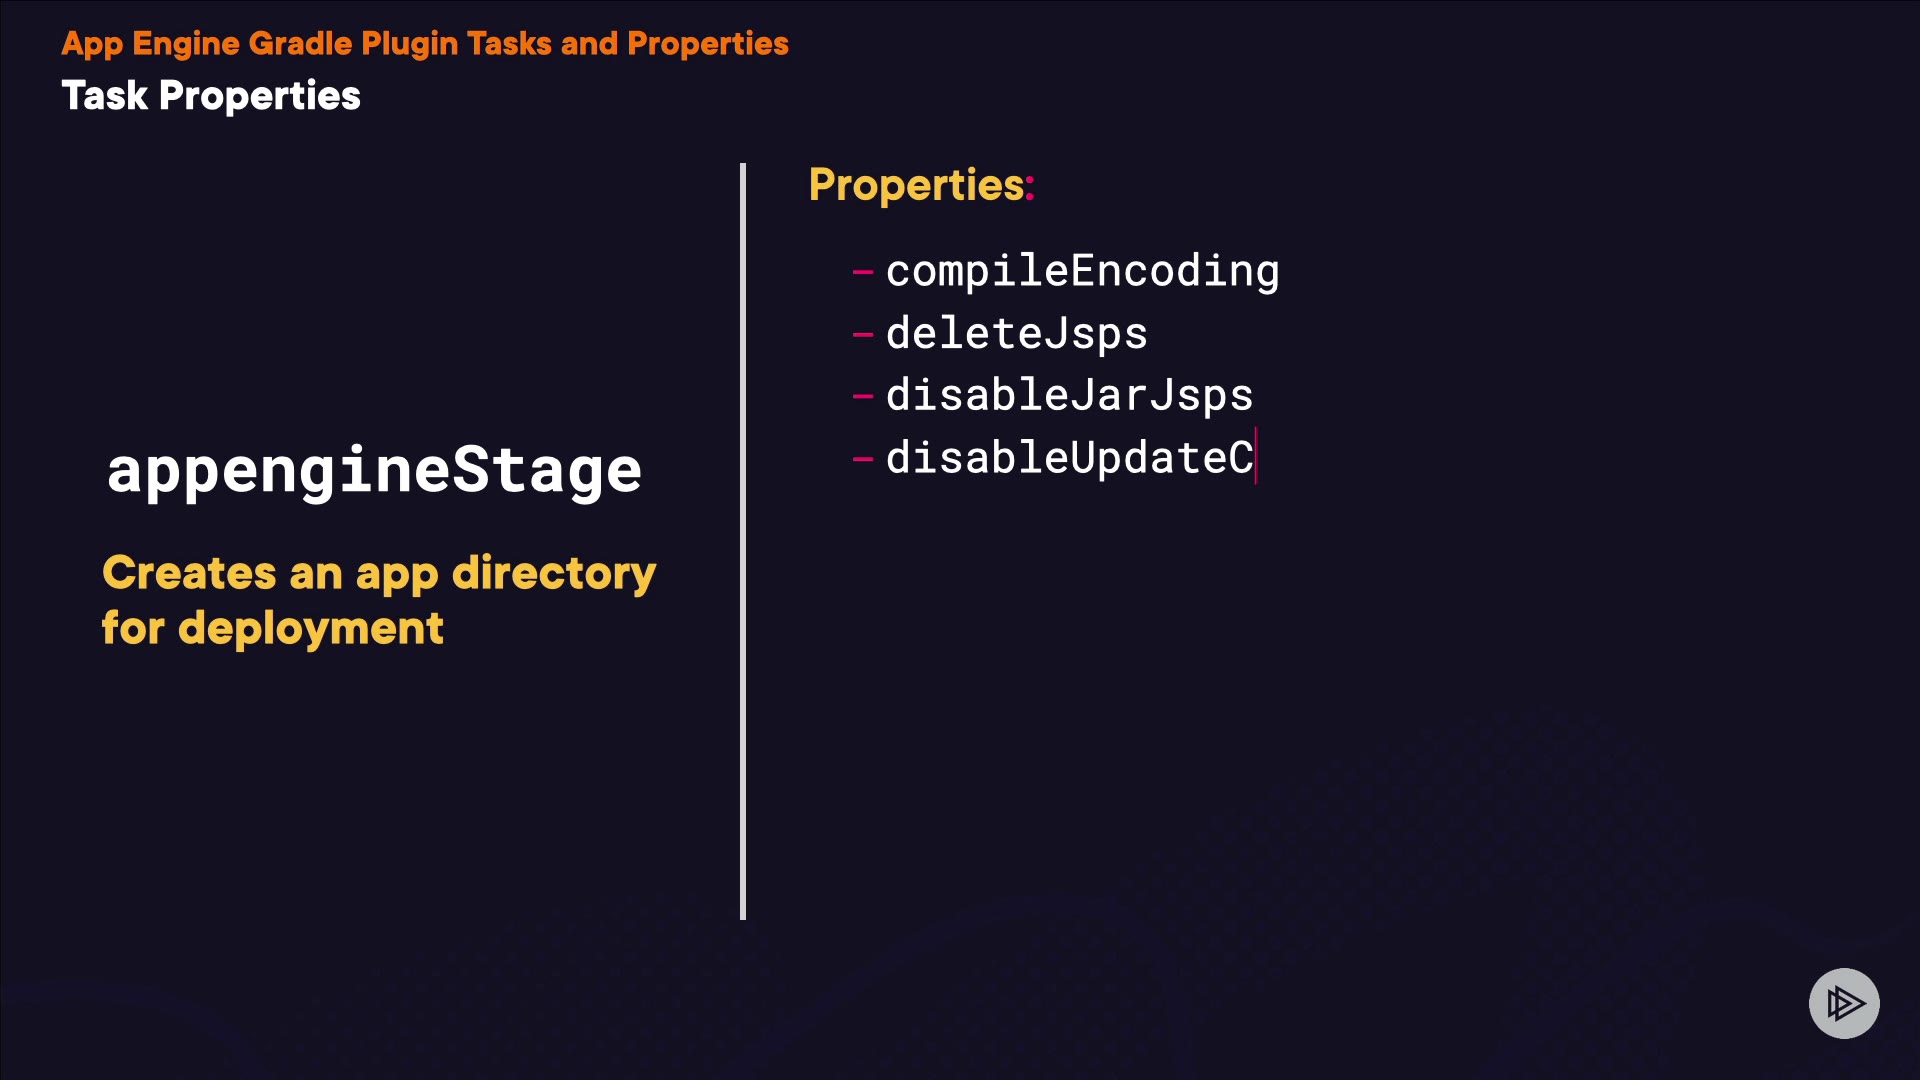 App Engine Gradle Plugin Tasks and Properties
Task Properties
appengineStage
Creates an app directory
for deployment
Properties:
– compileEncoding
– deleteJsps
– disableJarJsps
– disableUpdateC